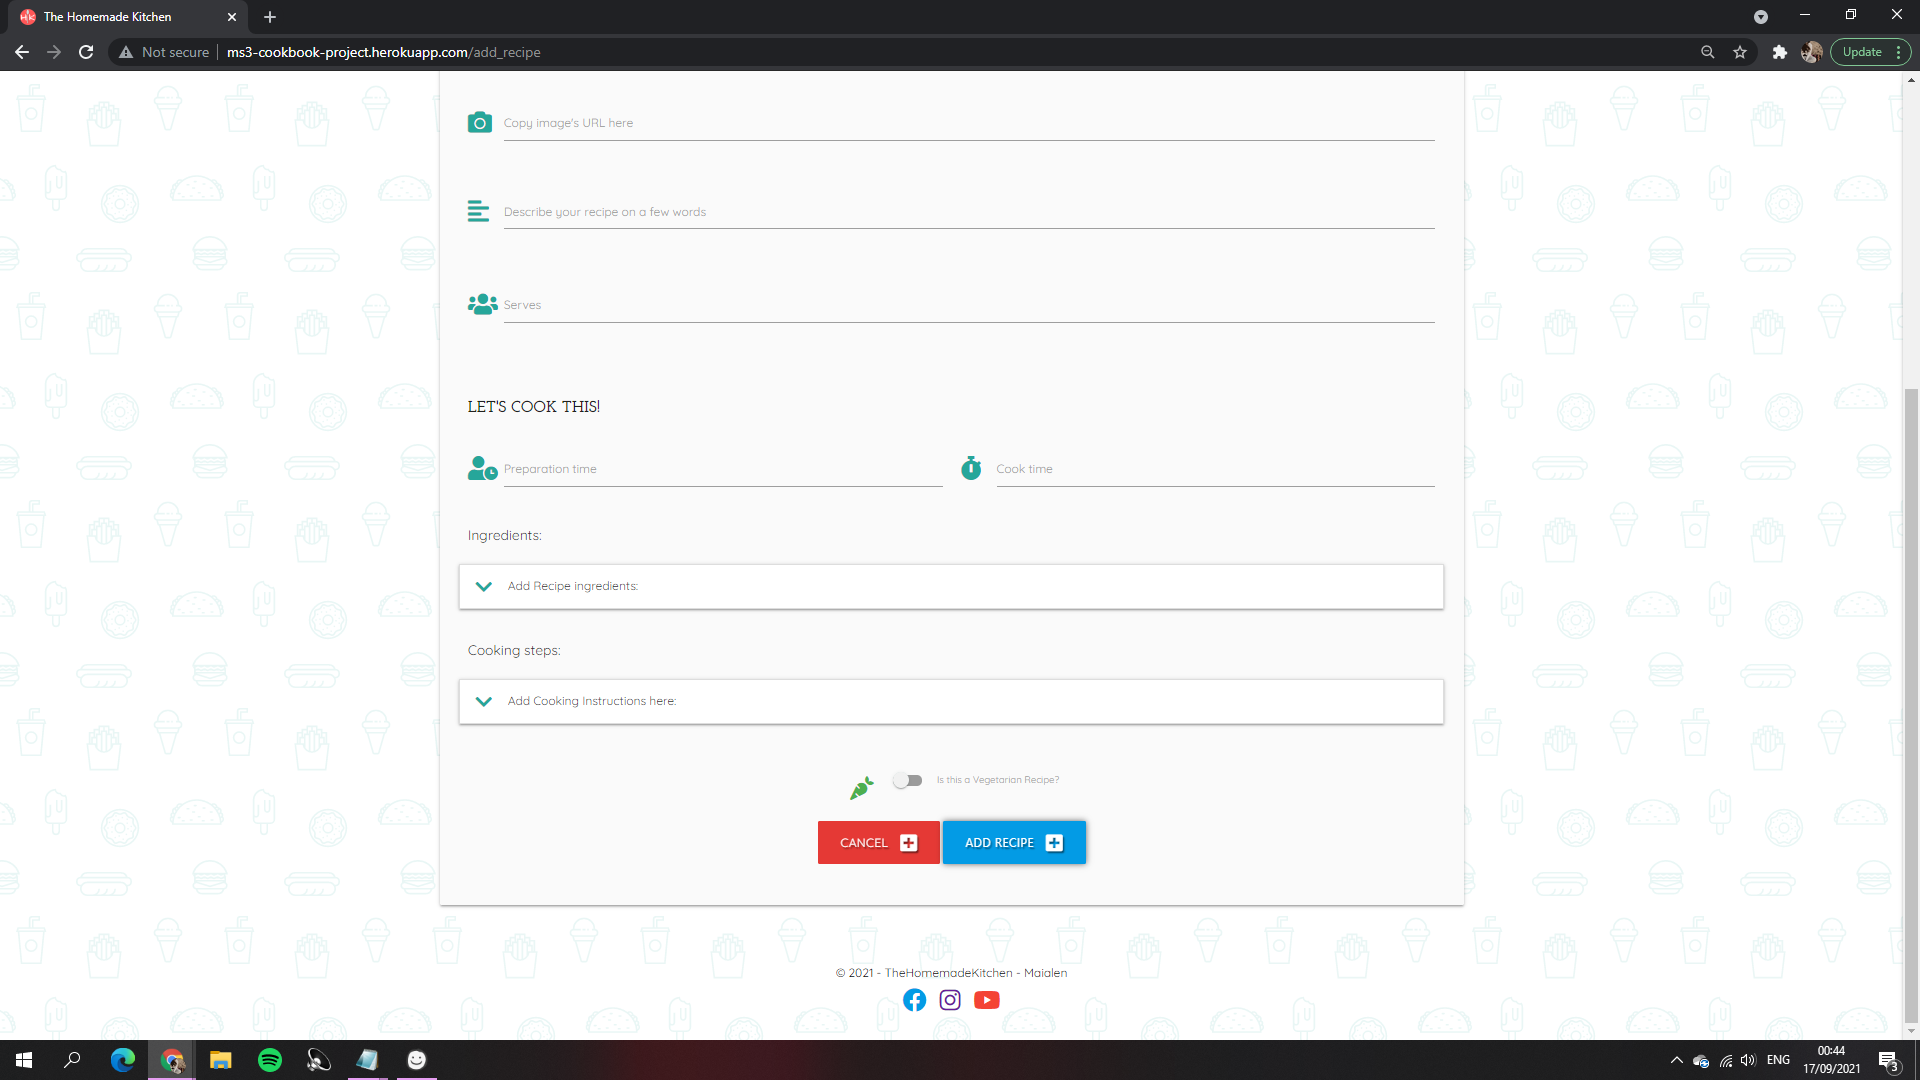 The Homemade Kitchen
Not secure
ms3-cookbook-project.herokuapp.com/add_recipe
Update
Copy image's URL here
Describe your recipe on a few words
Serves
LET'S COOK THIS!
Preparation time
Cook time
Ingredients:
Add Recipe ingredients:
Cooking steps:
Add Cooking Instructions here:
Is this a Vegetarian Recipe?
CANCEL
ADD RECIPE
© 2021 - TheHomemadeKitchen - Maialen
ENG
00:44
17/09/2021
3